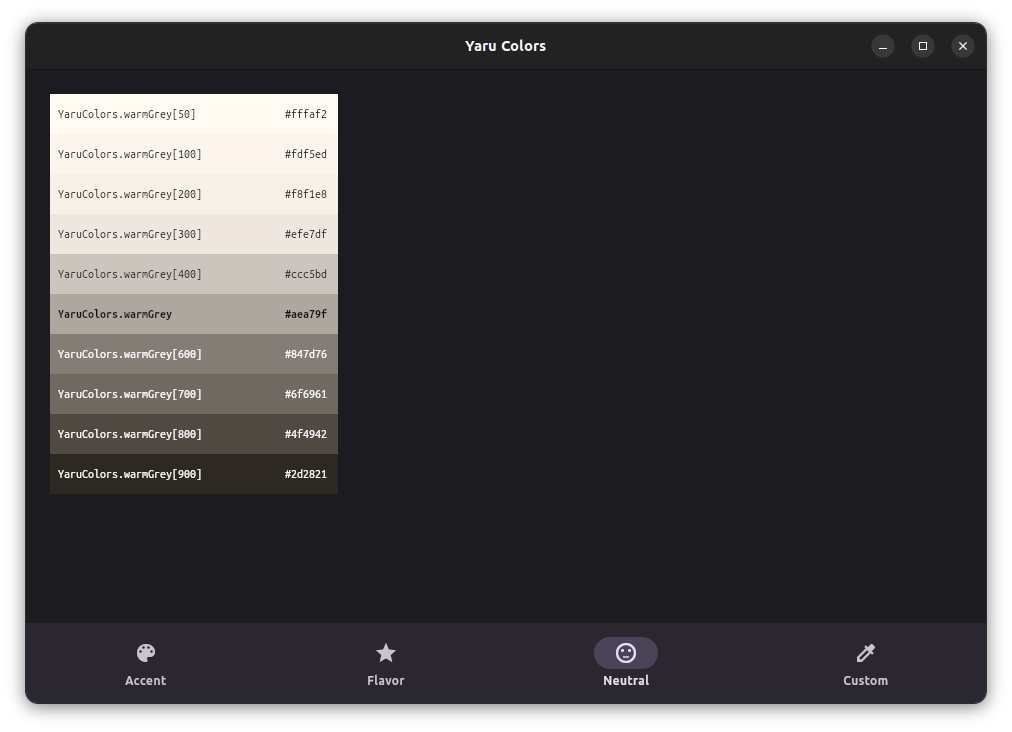 Yaru Colors
YaruColors.warmGrey[50] #fffaf2
YaruColors.warmGrey[100] #fdf5ed
YaruColors.warmGrey[200] #f8f1e8
YaruColors.warmGrey[300] #efe7df
YaruColors.warmGrey[400] #ccc5bd
YaruColors.warmGrey #aea79f
YaruColors.warmGrey[600] #847d76
YaruColors.warmGrey[700] #6f6961
YaruColors.warmGrey[800] #4f4942
YaruColors.warmGrey[900] #2d2821
Accent Flavor Neutral Custom